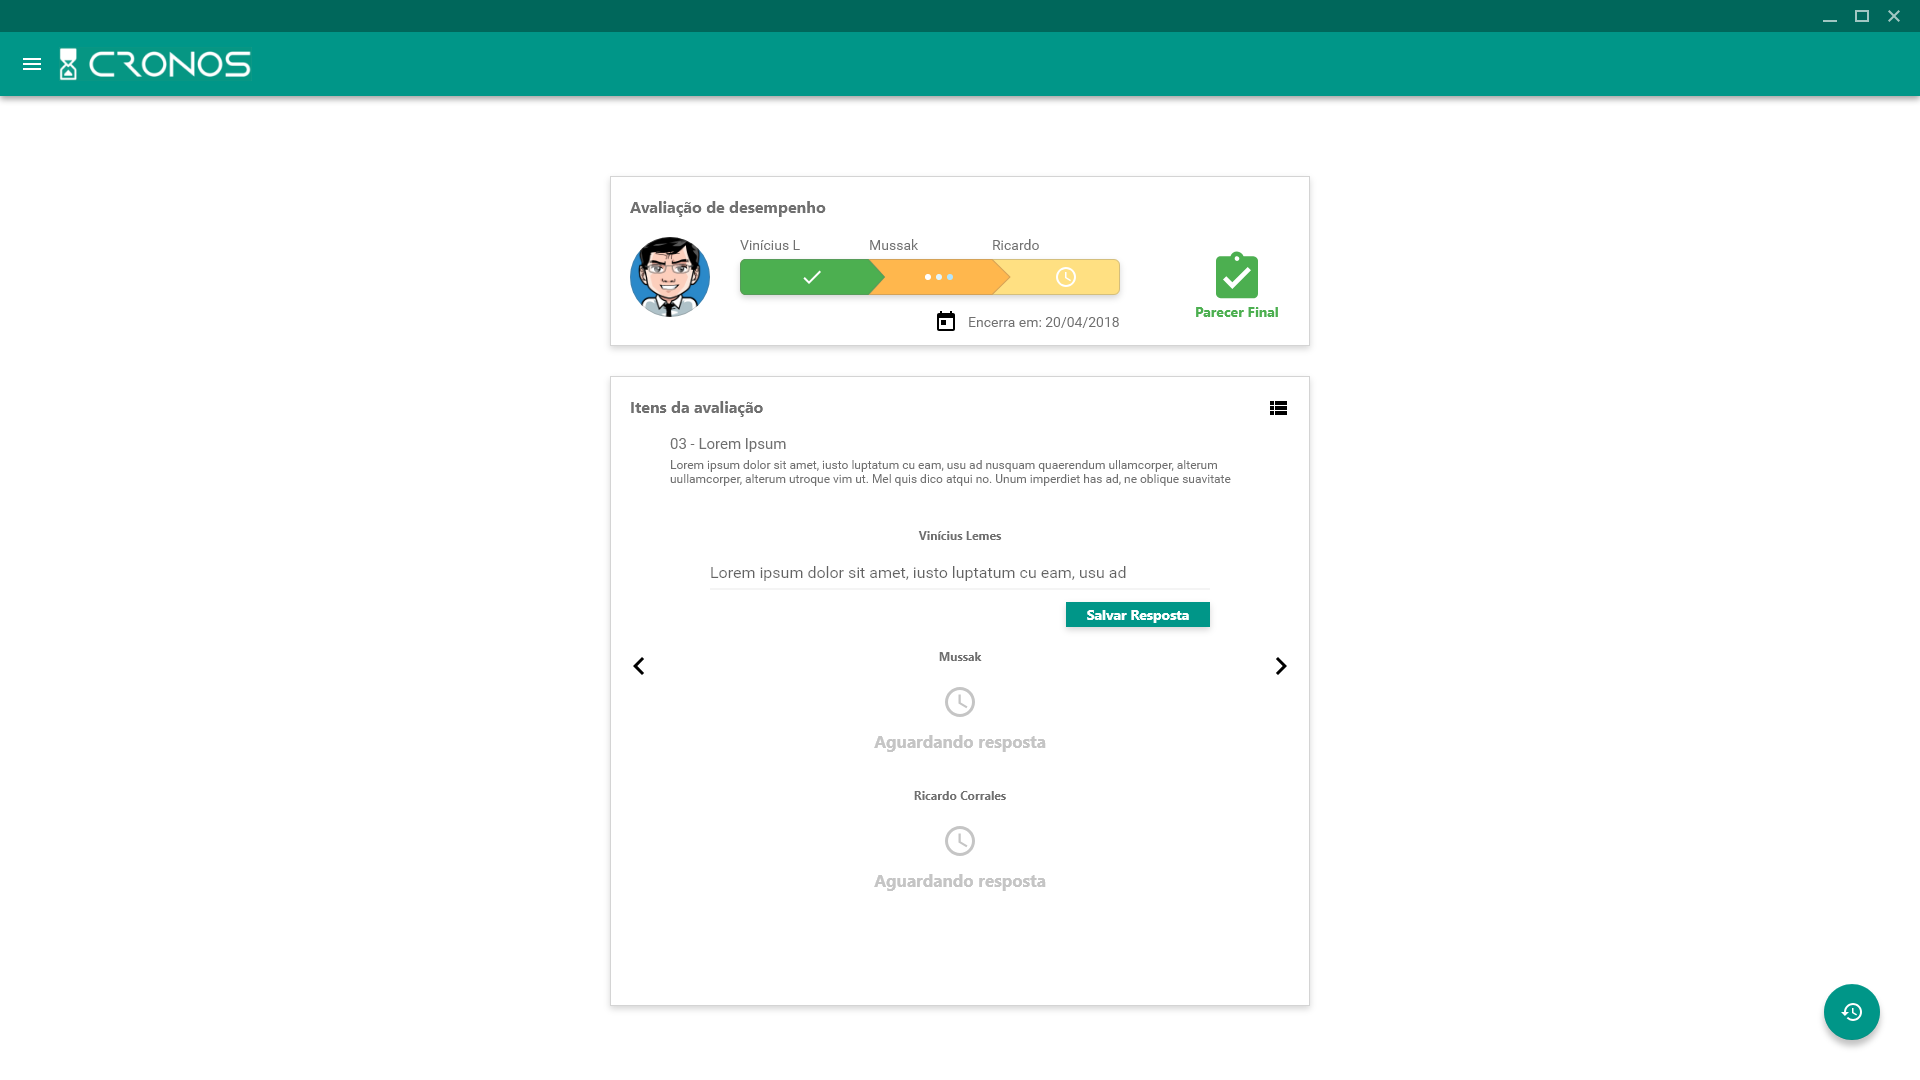 CRONOS
Avaliação de desempenho
Vinícius L
Mussak
Ricardo
Encerra em: 20/04/2018
Parecer Final
Itens da avaliação
03 - Lorem Ipsum
Lorem ipsum dolor sit amet, iusto luptatum cu eam, usu ad nusquam quaerendum ullamcorper, alterum
uullamcorper, alterum utroque vim ut. Mel quis dico atqui no. Unum imperdiet has ad, ne oblique suavitate
Vinícius Lemes
Lorem ipsum dolor sit amet, iusto luptatum cu eam, usu ad
Salvar Resposta
Mussak
Aguardando resposta
Ricardo Corrales
Aguardando resposta